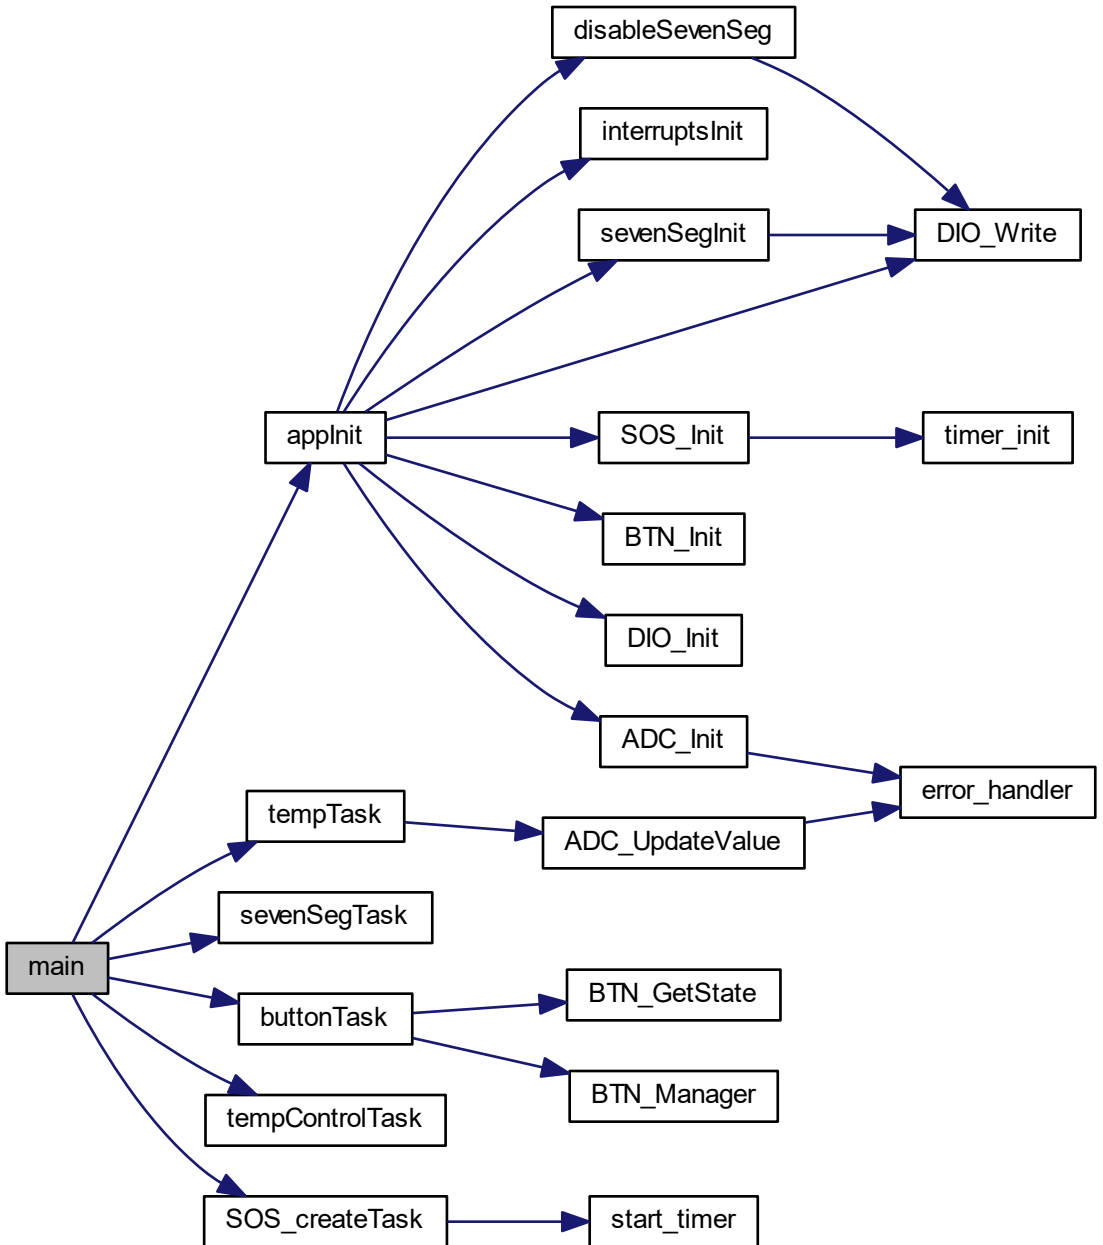 disableSevenSeg
interruptsInit
sevenSegInit
DIO_Write
appInit
SOS_Init
timer_init
BTN_Init
DIO_Init
ADC_Init
error_handler
tempTask
ADC_UpdateValue
sevenSegTask
main
BTN_GetState
buttonTask
BTN_Manager
tempControlTask
SOS_createTask
start_timer